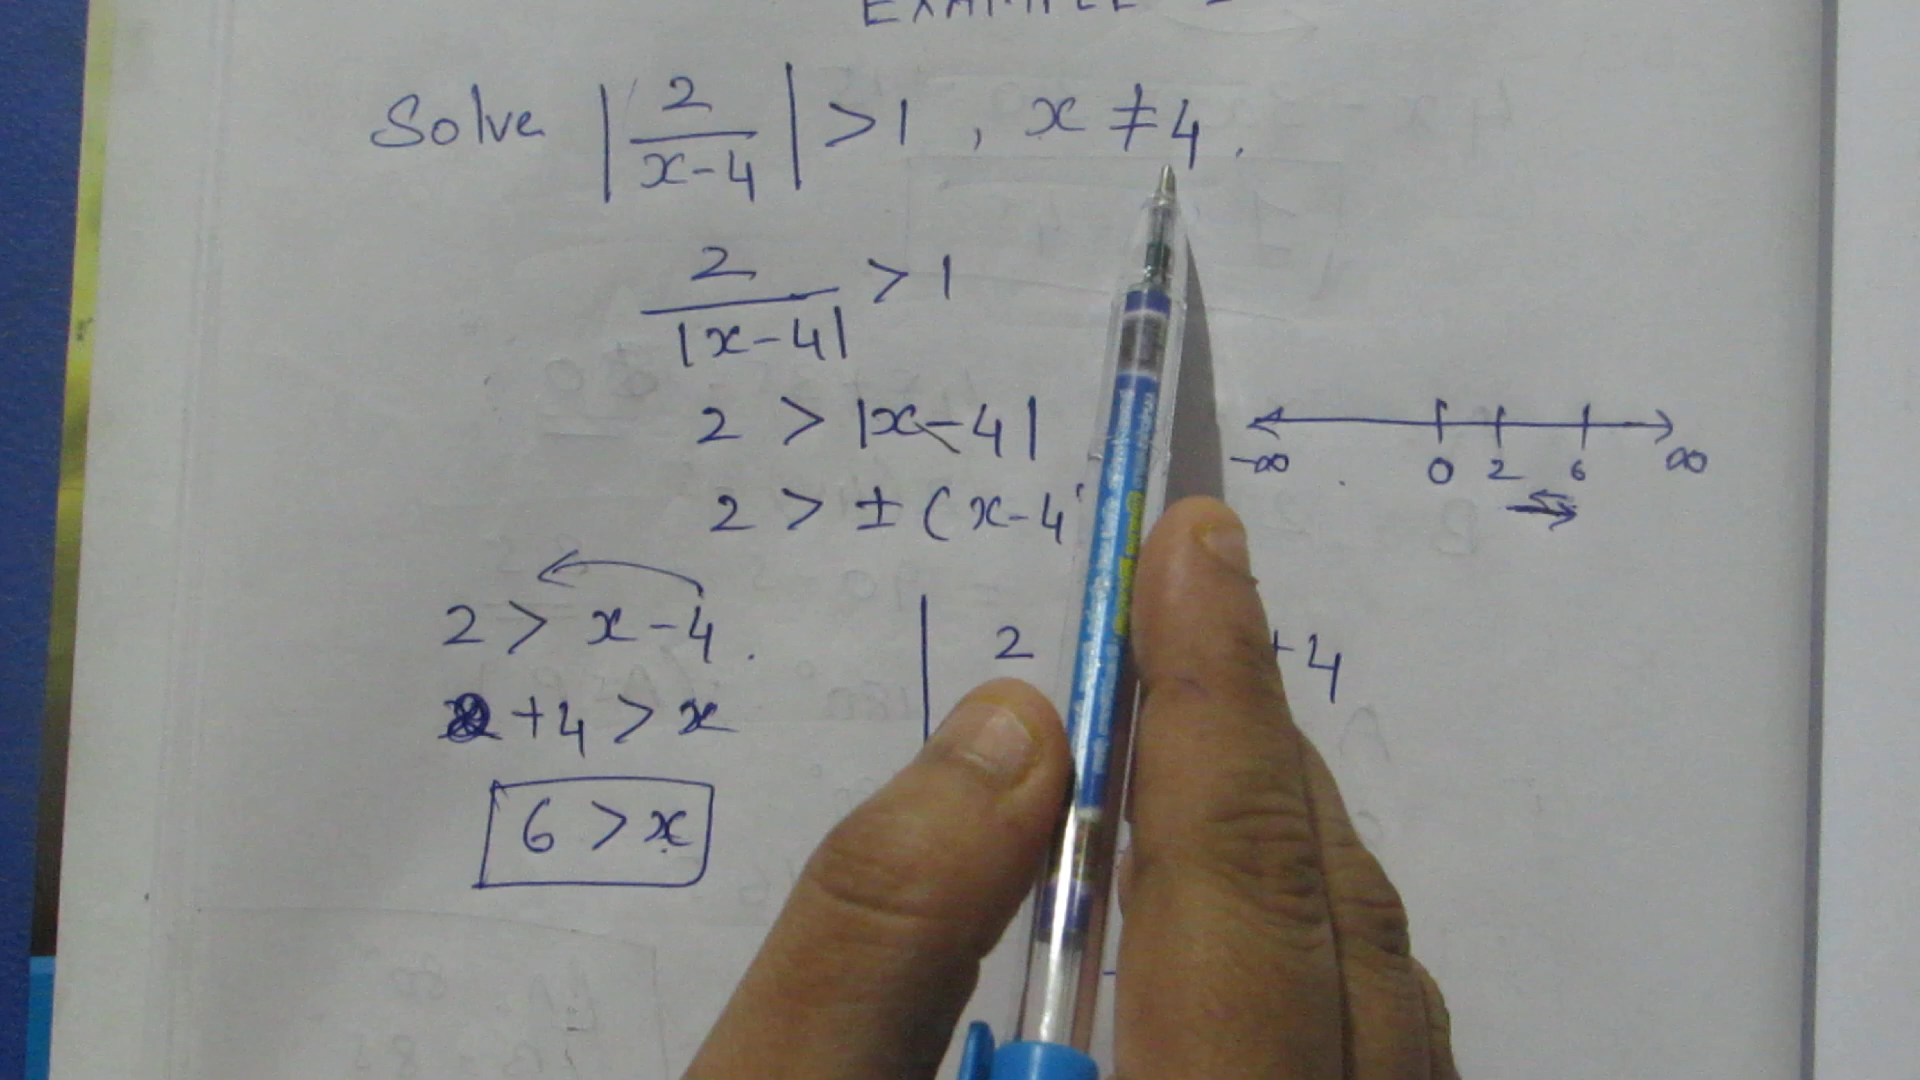 EXAMPLE
Solve |2/(x-4)| > 1 , x ≠ 4 .
2/|x-4| > 1
2 > |x-4|
2 > ± (x-4
-∞ 0 2 6 ∞
2 > x-4 .
2 +4 > x
6 > x
2 +4